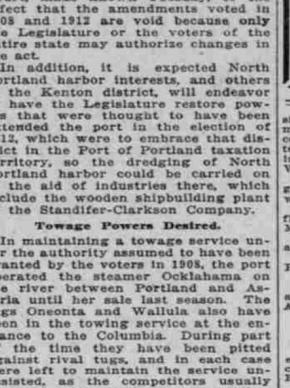 fect that the amendments voted in
08 and 1912 are void because only
e Legislature or the voters of the
tire state may authorize changes in
e act.
In addition, it is expected North
ortland harbor interests, and others
the Kenton district, will endeavor
have the Legislature restore pow-
s that were thought to have been
tended the port in the election of
12, which were to embrace that dis-
ict in the Port of Portland taxation
rritory, so the dredging of North
ortland harbor could be carried on
the aid of industries there, which
clude the wooden shipbuilding plant
the Standifer-Clarkson Company.
Towage Powers Desired.
In maintaining a towage service un-
r the authority assumed to have been
anted by the voters in 1908, the port
erated the steamer Ocklahama on
e river between Portland and As-
ria until her sale last season. The
gs Oneonta and Wallula also have
en in the towing service at the en-
ance to the Columbia. During part
the time they have been pitted
gainst rival tugs, and in each case
ere left to maintain the service un-
sisted, as the competitors usually